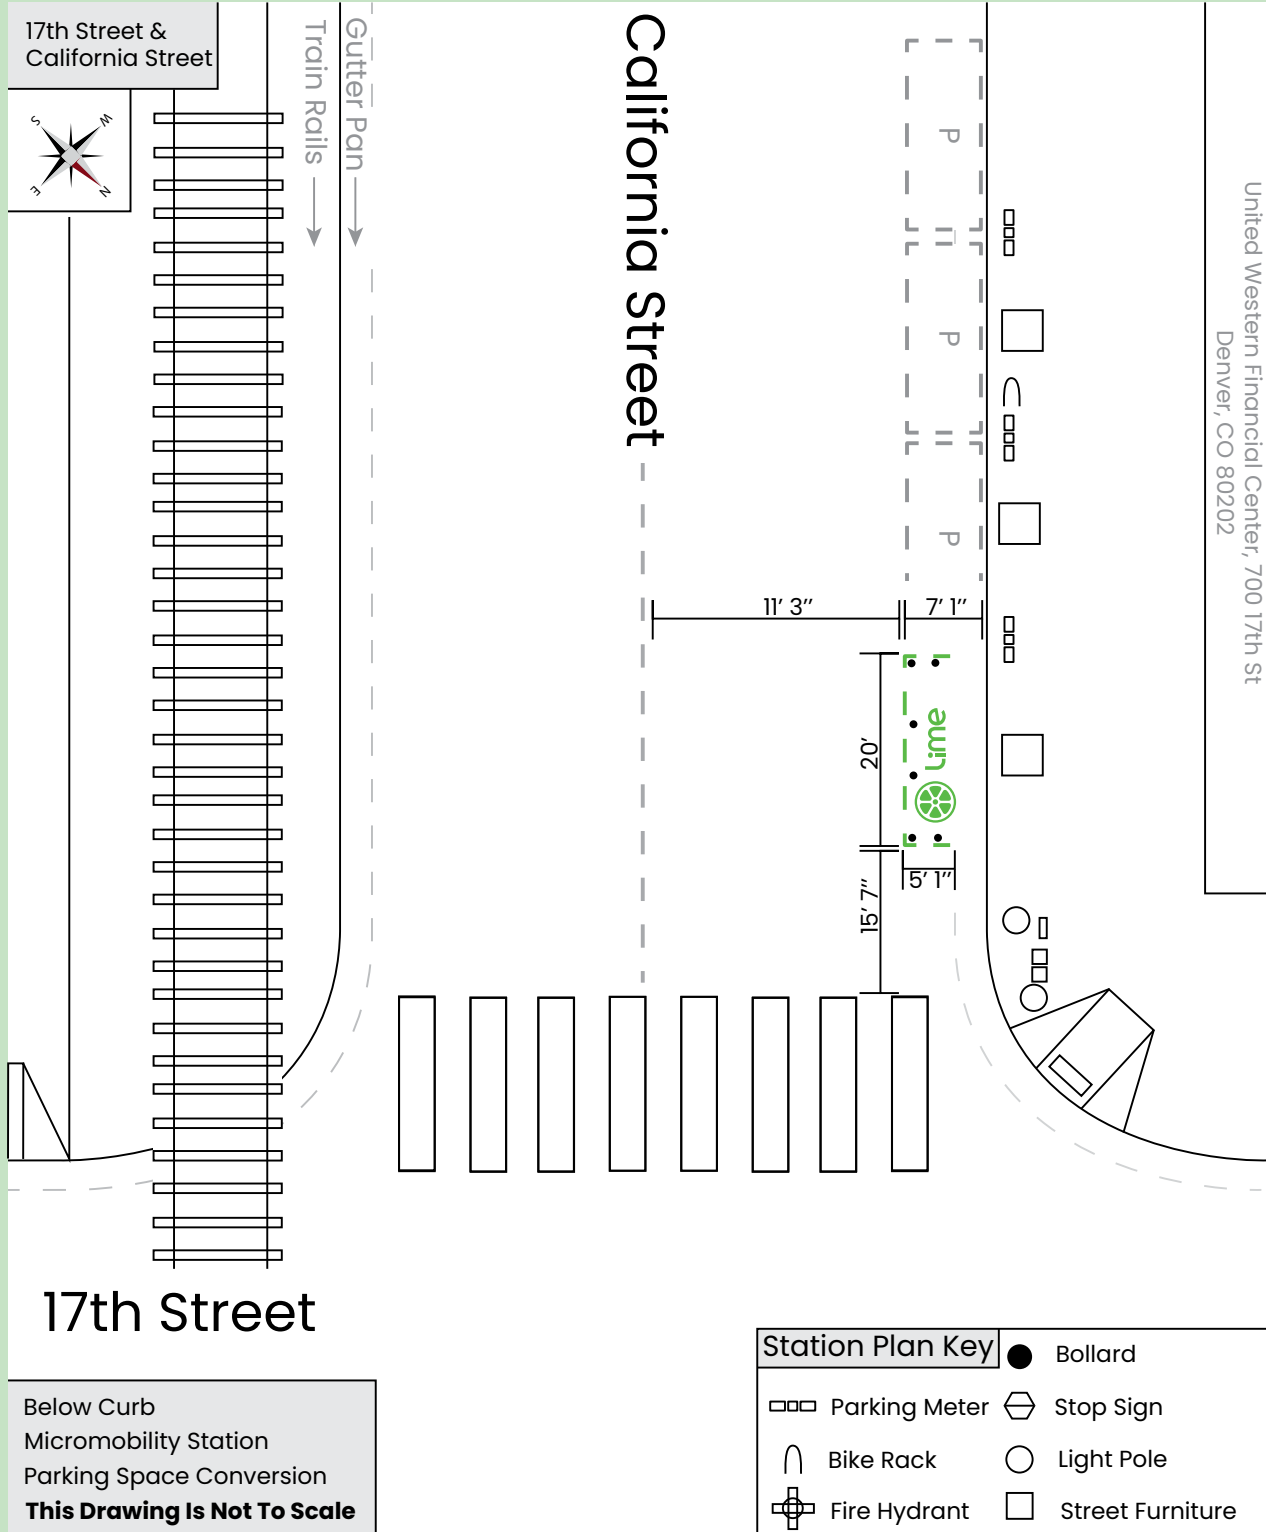 17th Street &
California Street
S
W
E
N
Train Rails
Gutter Pan
California Street
P
P
P
United Western Financial Center, 700 17th St
Denver, CO 80202
11’ 3’’
7’ 1’’
20’
Lime
5’ 1’’
15’ 7’’
17th Street
Below Curb
Micromobility Station
Parking Space Conversion
This Drawing Is Not To Scale
Station Plan Key
Bollard
Parking Meter
Stop Sign
Bike Rack
Light Pole
Fire Hydrant
Street Furniture